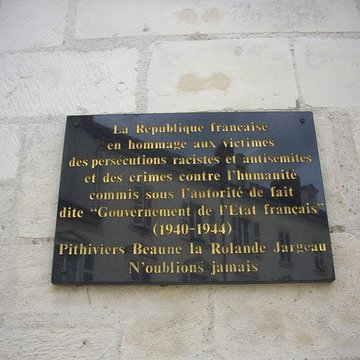 La République française
en hommage aux victimes
des persécutions racistes et antisémites
et des crimes contre l'humanité
commis sous l'autorité de fait
dite "Gouvernement de l'Etat français"
(1940-1944)
Pithiviers Beaune la Rolande Jargeau
N'oublions jamais